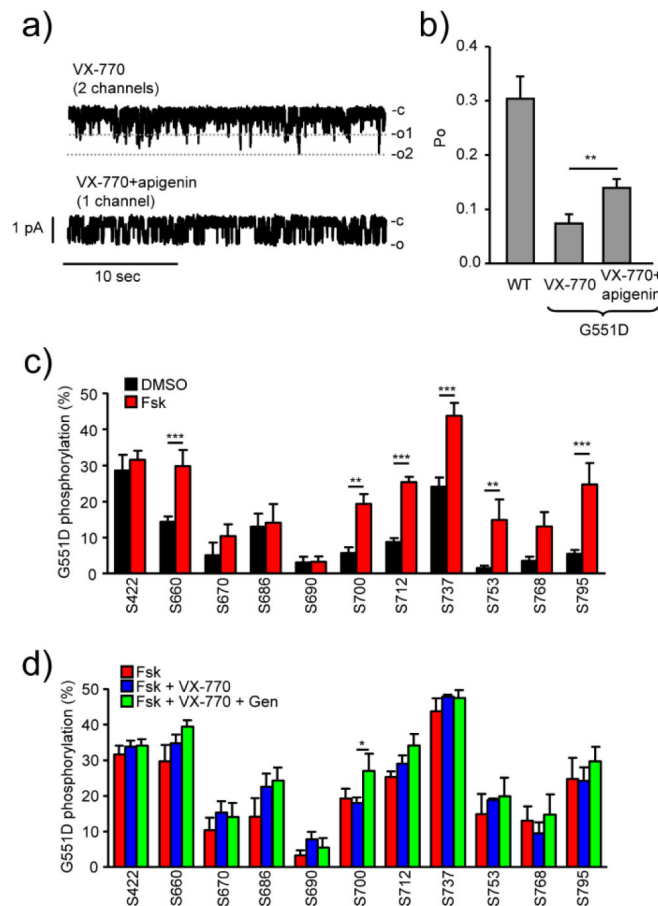 a)
VX-770
(2 channels)
-c
-o1
-o2
VX-770+apigenin
(1 channel)
1 pA
-c
-o
10 sec
b)
Po
0.4
0.3
0.2
0.1
0.0
**
WT
VX-770
VX-770+
apigenin
G551D
c)
G551D phosphorylation (%)
50
40
30
20
10
0
DMSO
Fsk
***
**
***
***
**
***
S422
S660
S670
S686
S690
S700
S712
S737
S753
S768
S795
d)
G551D phosphorylation (%)
50
40
30
20
10
0
Fsk
Fsk + VX-770
Fsk + VX-770 + Gen
*
S422
S660
S670
S686
S690
S700
S712
S737
S753
S768
S795